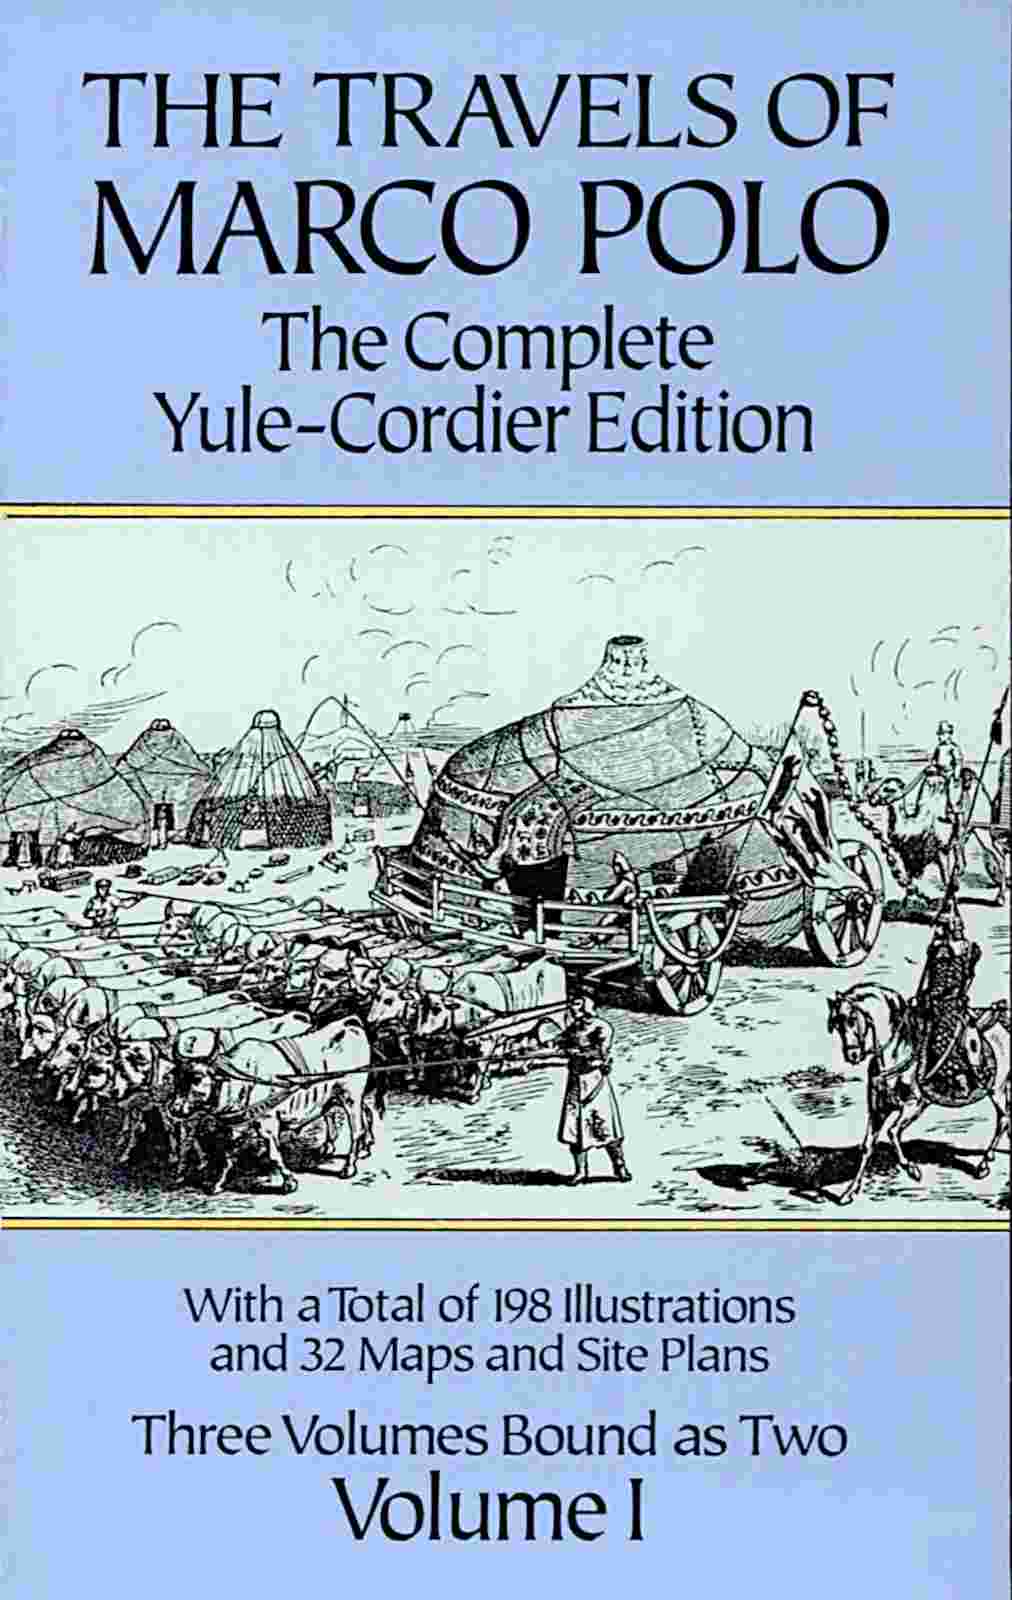 THE TRAVELS OF
MARCO POLO
The Complete
Yule-Cordier Edition
With a Total of 198 Illustrations
and 32 Maps and Site Plans
Three Volumes Bound as Two
Volume I